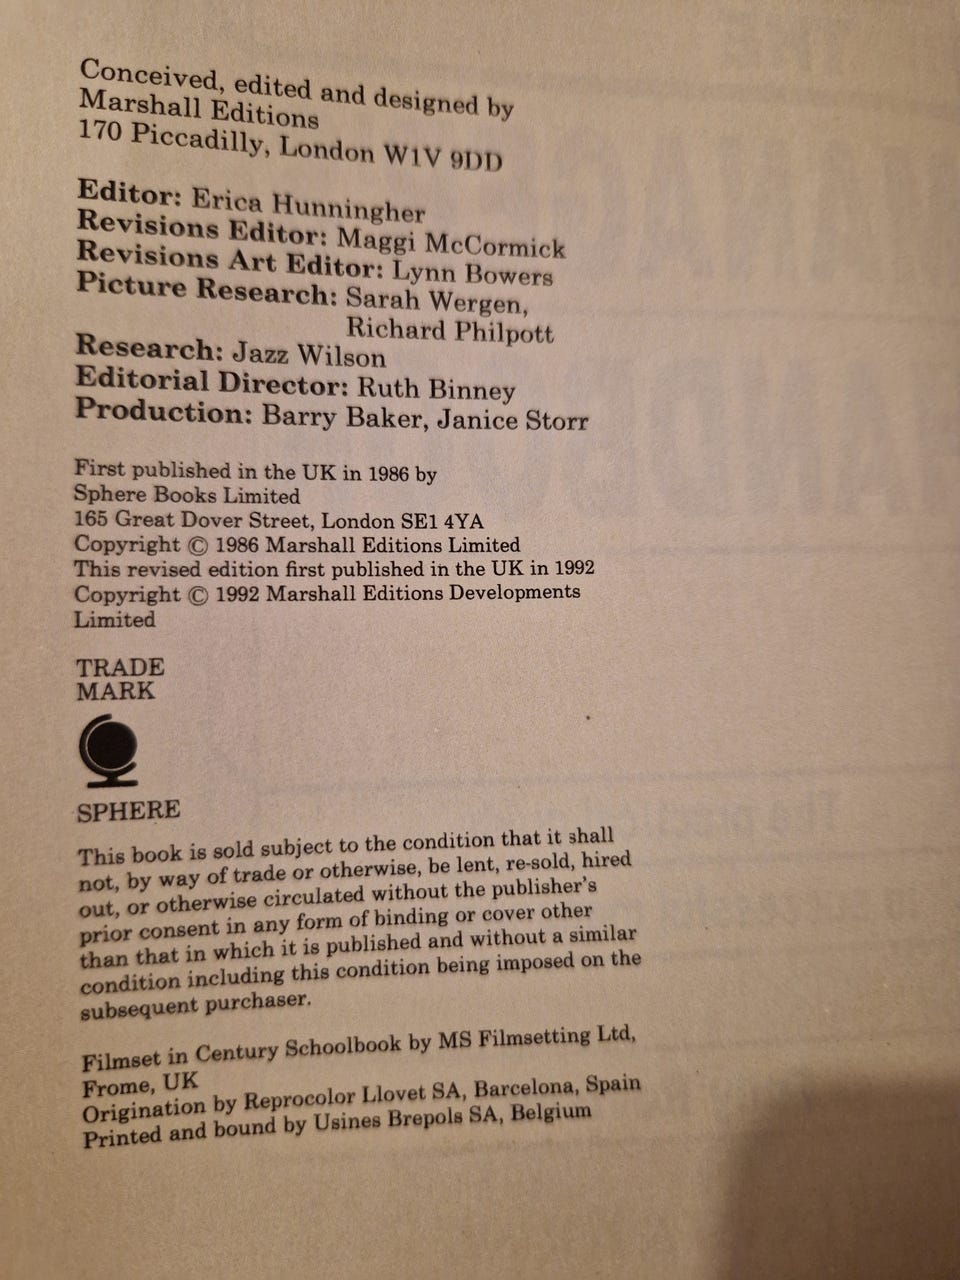 Conceived, edited and designed by
Marshall Editions
170 Piccadilly, London W1V 9DD
Editor: Erica Hunningher
Revisions Editor: Maggi McCormick
Revisions Art Editor: Lynn Bowers
Picture Research: Sarah Wergen,
Richard Philpott
Research: Jazz Wilson
Editorial Director: Ruth Binney
Production: Barry Baker, Janice Storr
First published in the UK in 1986 by
Sphere Books Limited
165 Great Dover Street, London SE1 4YA
Copyright © 1986 Marshall Editions Limited
This revised edition first published in the UK in 1992
Copyright © 1992 Marshall Editions Developments
Limited
TRADE
MARK
SPHERE
This book is sold subject to the condition that it shall
not, by way of trade or otherwise, be lent, re-sold, hired
out, or otherwise circulated without the publisher's
prior consent in any form of binding or cover other
than that in which it is published and without a similar
condition including this condition being imposed on the
subsequent purchaser.
Filmset in Century Schoolbook by MS Filmsetting Ltd,
Frome, UK
Origination by Reprocolor Llovet SA, Barcelona, Spain
Printed and bound by Usines Brepols SA, Belgium